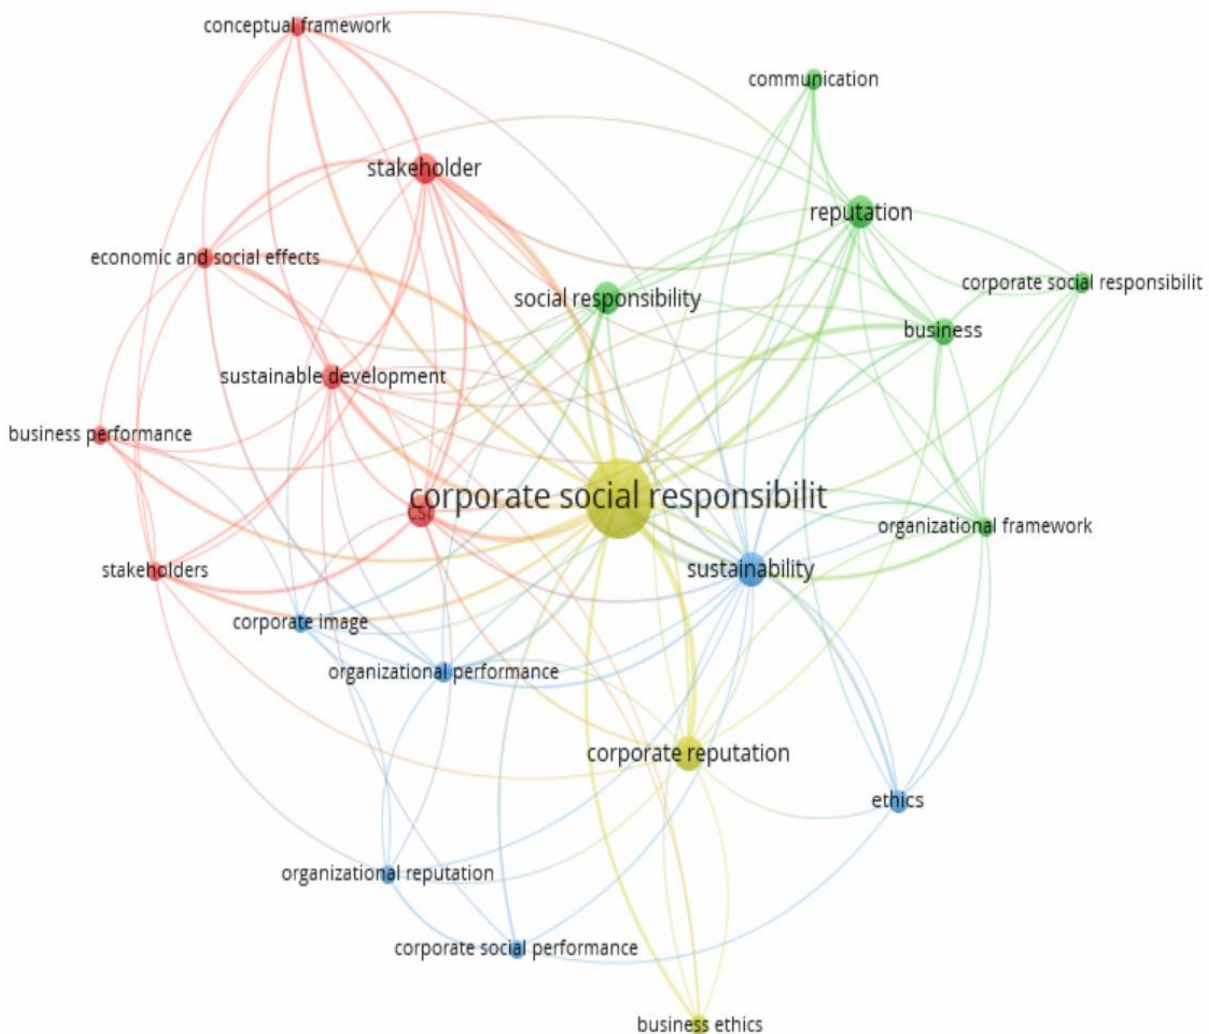 conceptual framework
communication
stakeholder
reputation
economic and social effects
corporate social responsibilit
social responsibility
business
sustainable development
business performance
corporate social responsibilit
csr
organizational framework
stakeholders
sustainability
corporate image
organizational performance
corporate reputation
ethics
organizational reputation
corporate social performance
business ethics